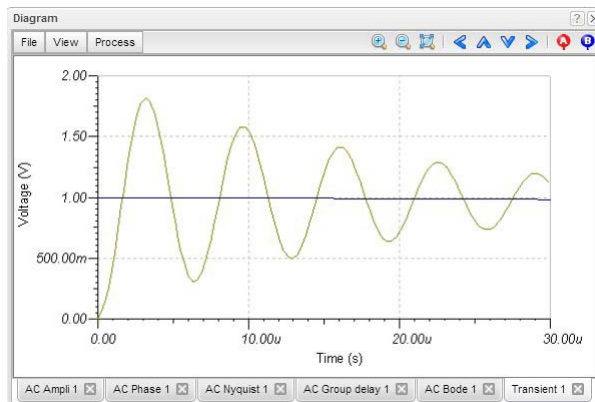 Diagram
File View Process
A B
2.00
1.50
1.00
500.00m
0.00
Voltage (V)
0.00 10.00u 20.00u 30.00u
Time (s)
AC Ampli 1 AC Phase 1 AC Nyquist 1 AC Group delay 1 AC Bode 1 Transient 1